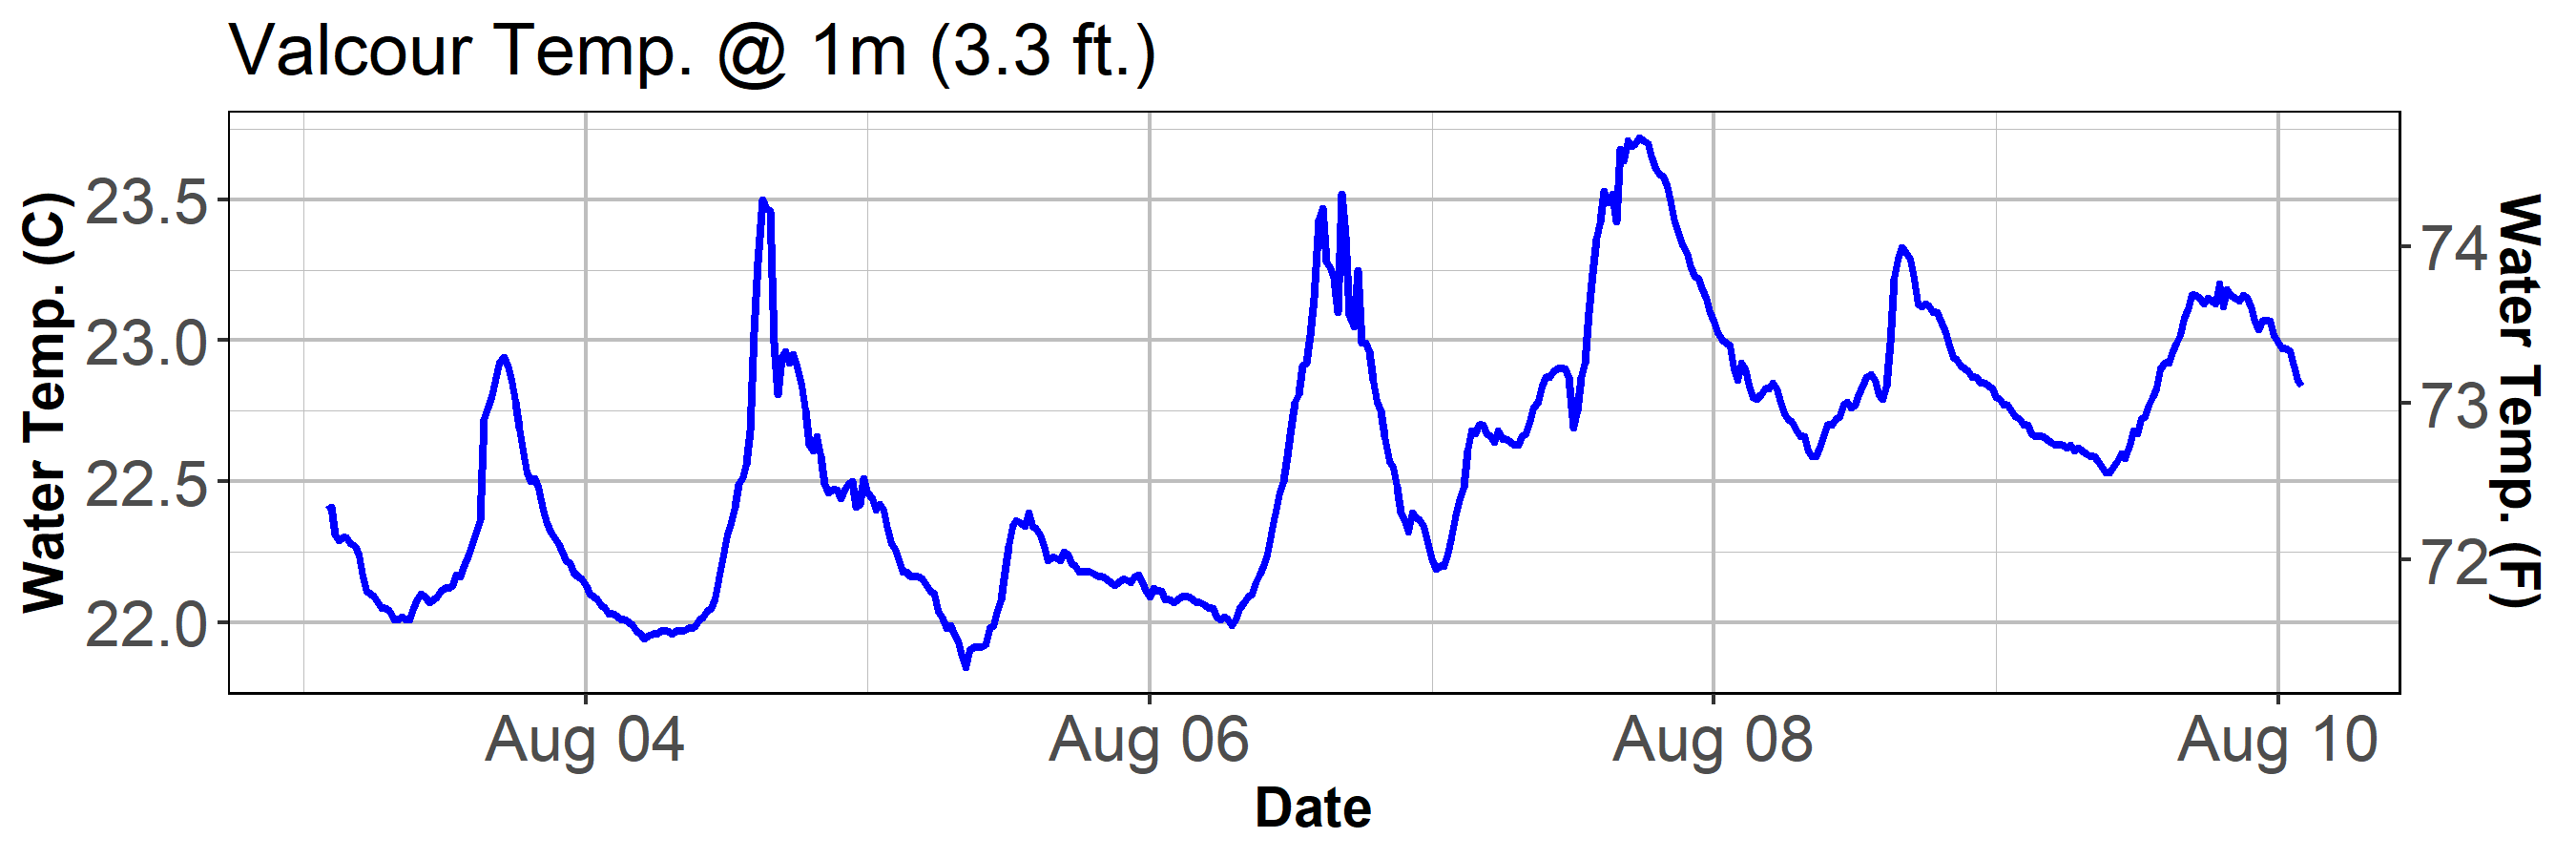 Valcour Temp. @ 1m (3.3 ft.)
Water Temp. (C)
23.5
23.0
22.5
22.0
74
73
72
Water Temp. (F)
Aug 04
Aug 06
Aug 08
Aug 10
Date